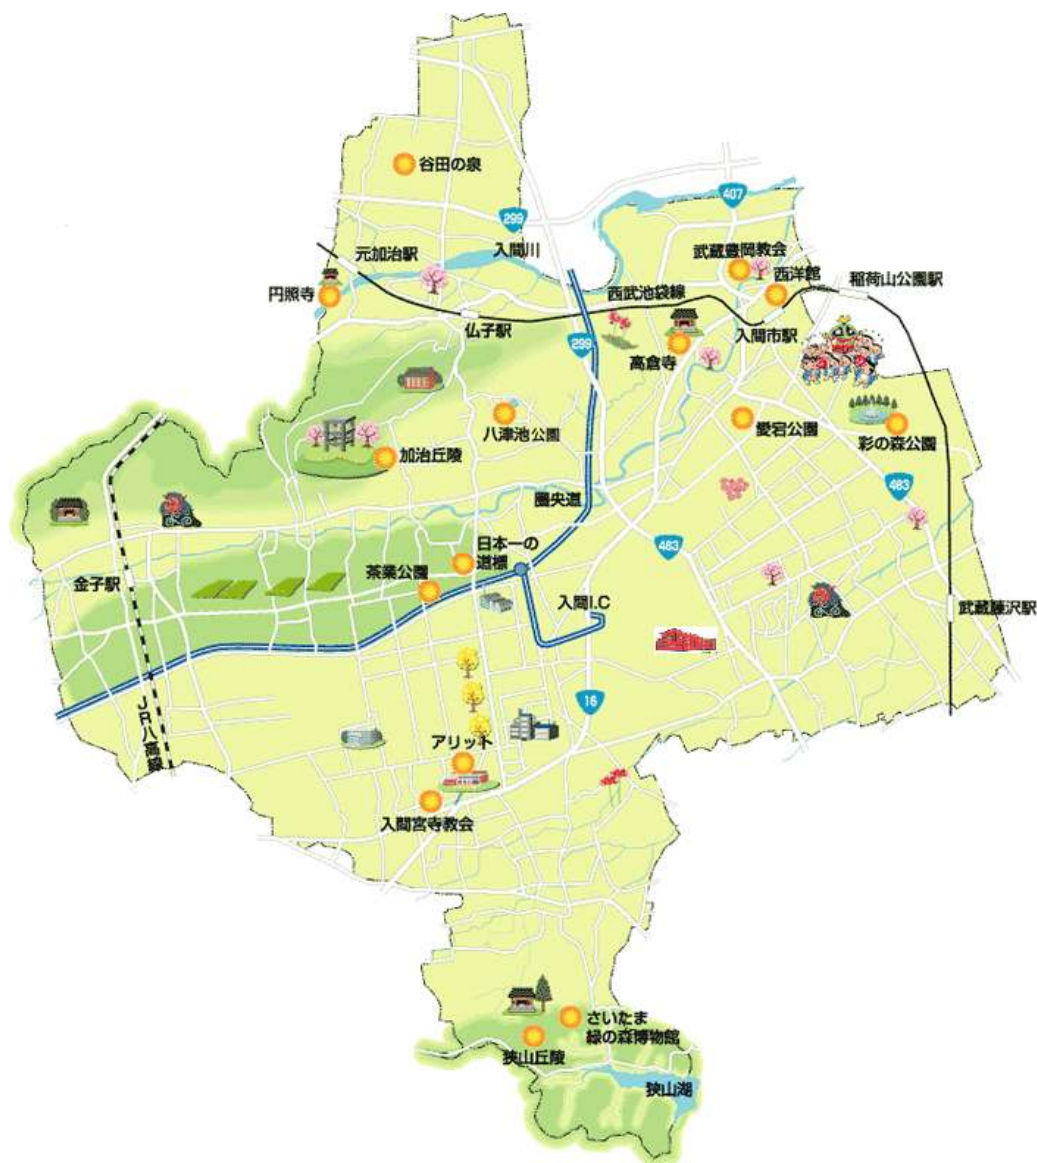 谷田の泉
407
299
武蔵豊岡教会
元加治駅
入間川
西洋館
稲荷山公園駅
円照寺
西武池袋線
仏子駅
入間市駅
299
高倉寺
愛宕公園
八津池公園
彩の森公園
加治丘陵
463
圏央道
日本一の
道標
463
金子駅
茶業公園
入間I.C
武蔵藤沢駅
16
JR八高線
アリット
入間宮寺教会
さいたま
緑の森博物館
狭山丘陵
狭山湖